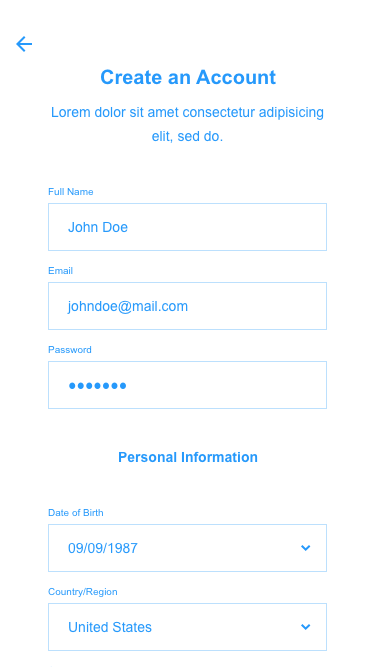 Create an Account
Lorem dolor sit amet consectetur adipisicing
elit, sed do.
Full Name
John Doe
Email
johndoe@mail.com
Password
●●●●●●●
Personal Information
Date of Birth
09/09/1987
Country/Region
United States